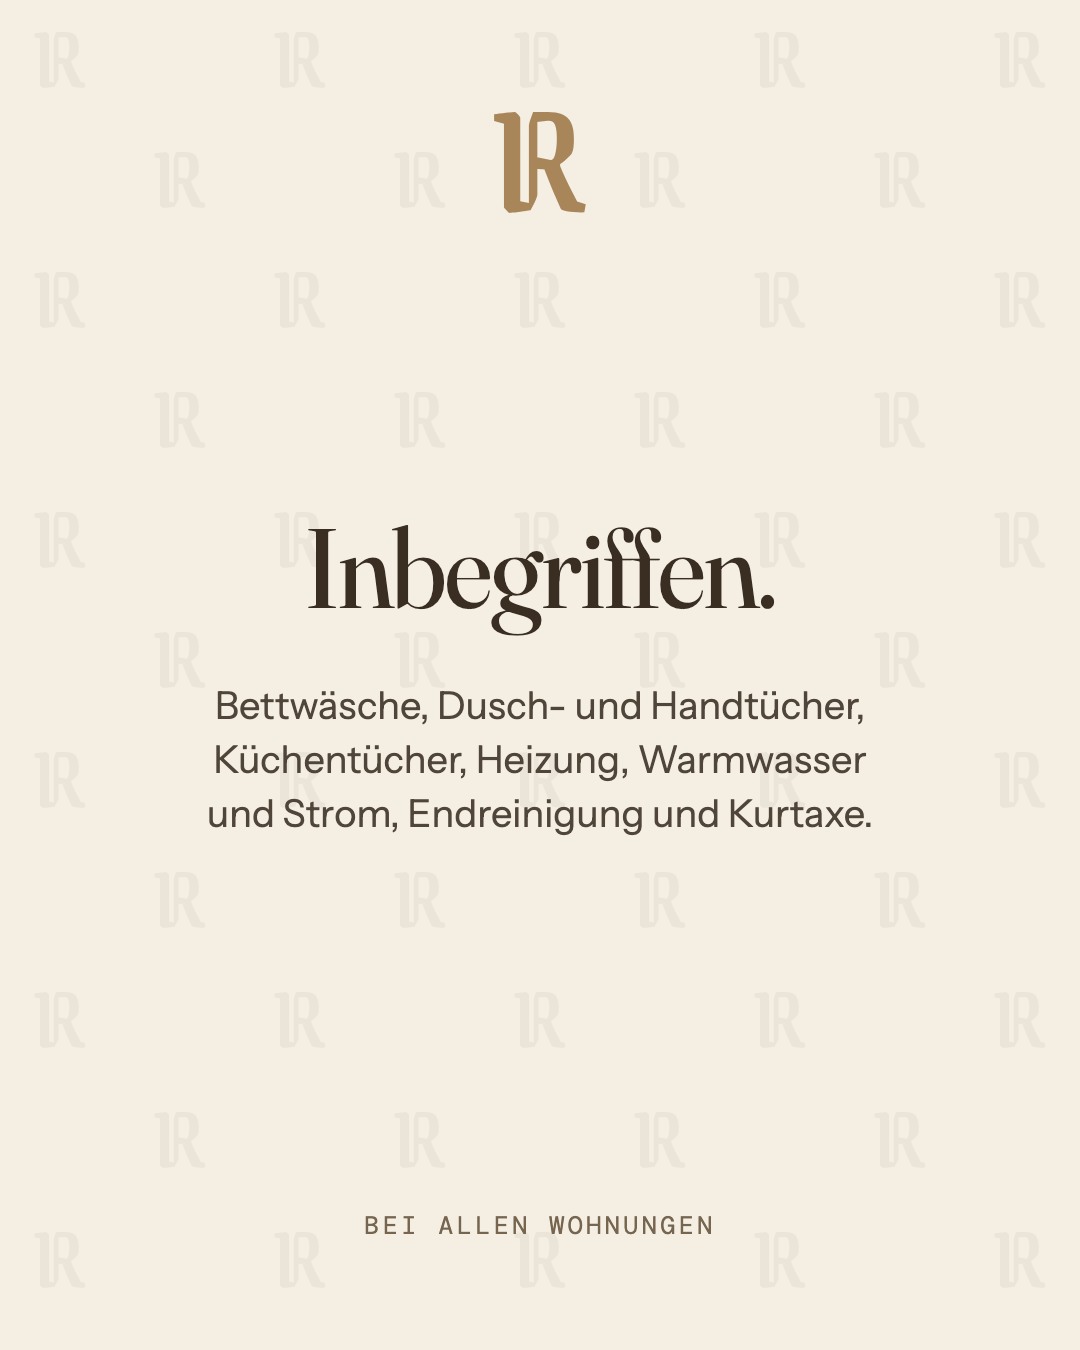 R
Inbegriffen.
Bettwäsche, Dusch- und Handtücher,
Küchentücher, Heizung, Warmwasser
und Strom, Endreinigung und Kurtaxe.
BEI ALLEN WOHNUNGEN